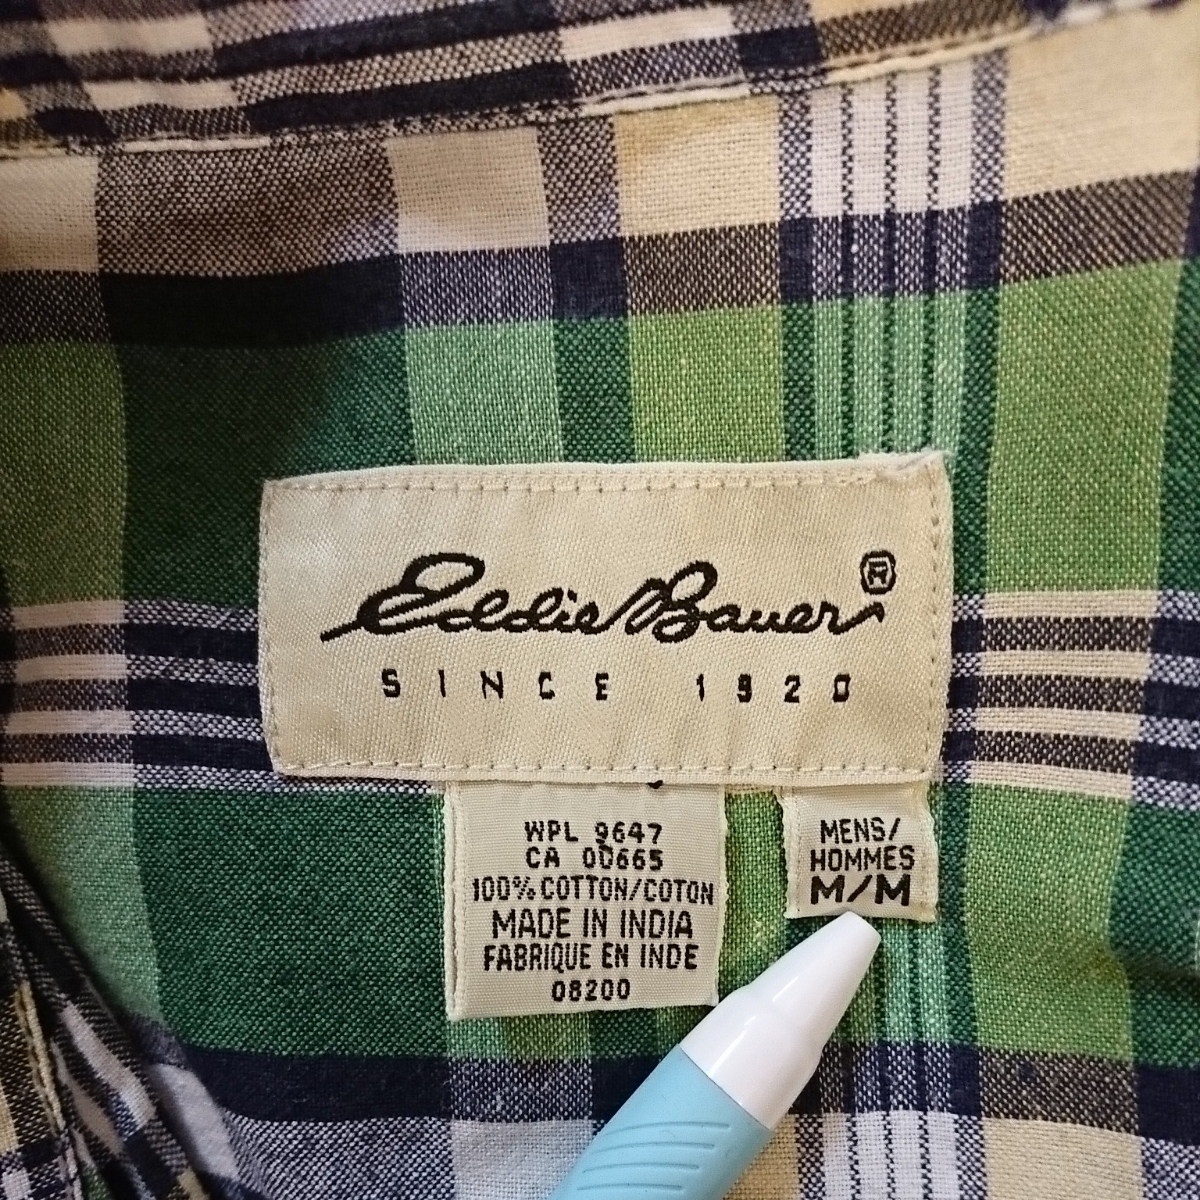 Eddie Bauer®
SINCE 1920
WPL 9647
CA 00665
100% COTTON/COTON
MADE IN INDIA
FABRIQUE EN INDE
08200
MENS/
HOMMES
M/M